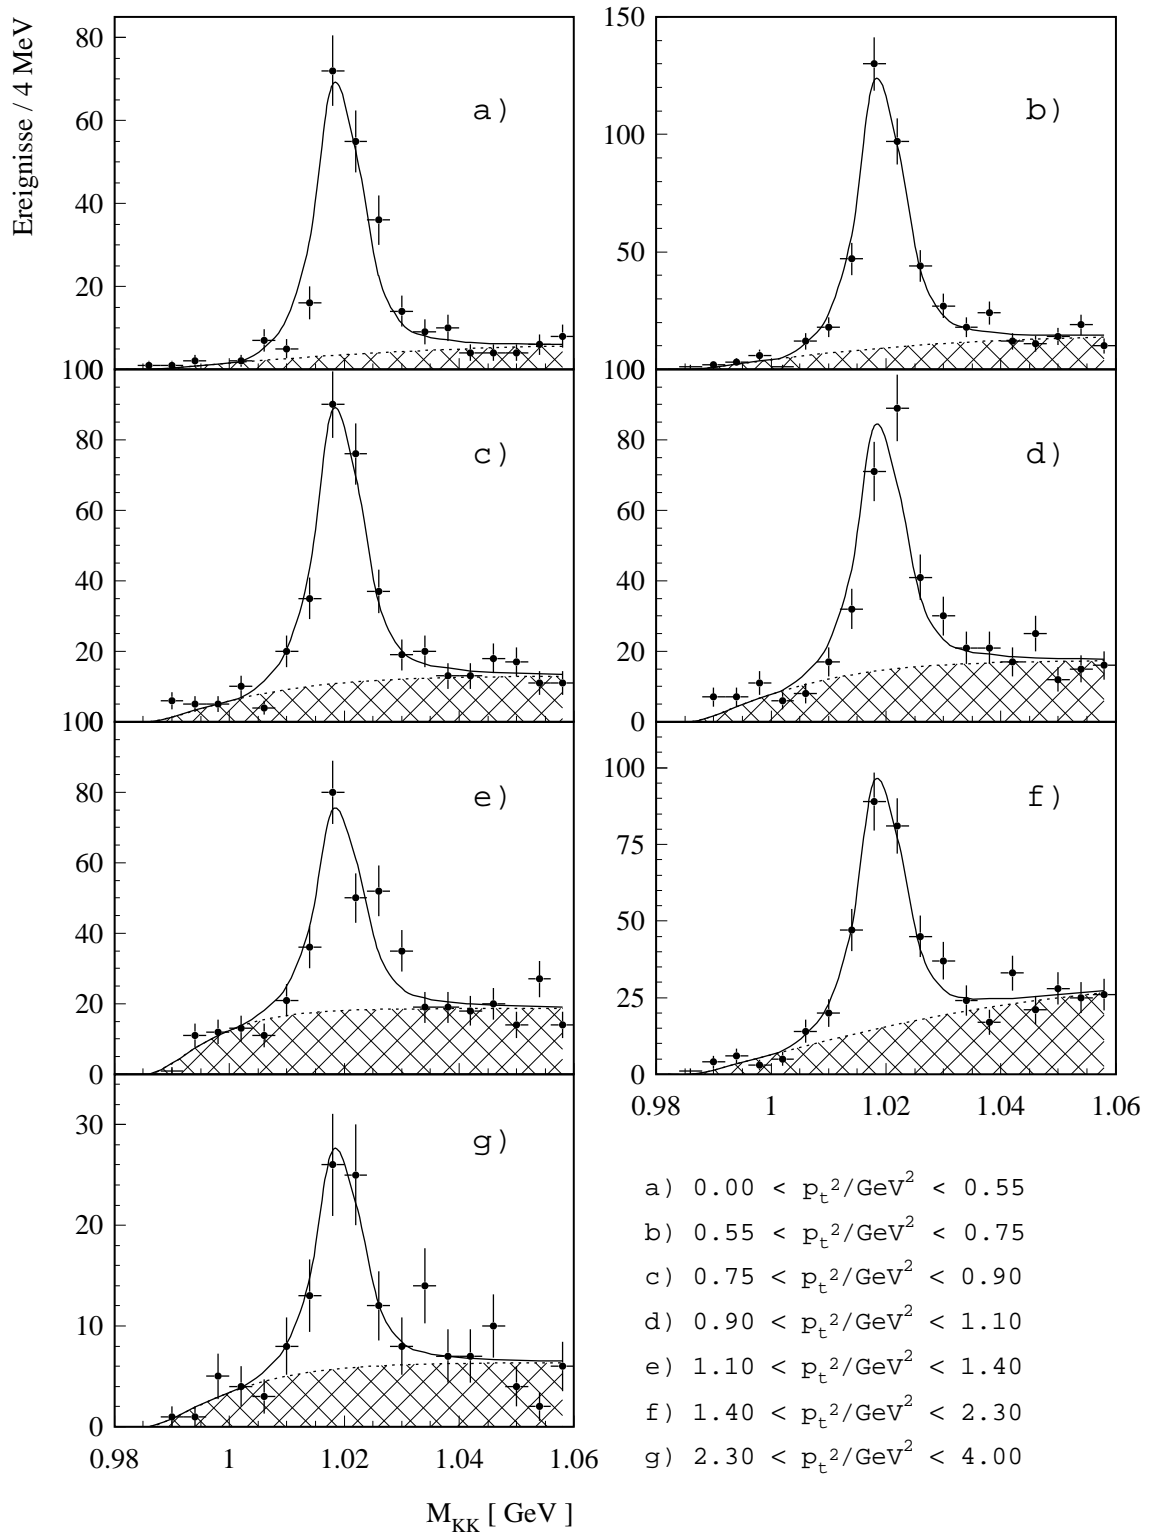 Ereignisse / 4 MeV
80
60
40
20
a)
150
100
50
b)
100
80
60
40
20
c)
100
80
60
40
20
0
d)
100
80
60
40
20
0
e)
100
75
50
25
0
f)
0.98 1 1.02 1.04 1.06
30
20
10
0
g)
0.98 1 1.02 1.04 1.06
M_KK [ GeV ]
a) 0.00 < p_t²/GeV² < 0.55
b) 0.55 < p_t²/GeV² < 0.75
c) 0.75 < p_t²/GeV² < 0.90
d) 0.90 < p_t²/GeV² < 1.10
e) 1.10 < p_t²/GeV² < 1.40
f) 1.40 < p_t²/GeV² < 2.30
g) 2.30 < p_t²/GeV² < 4.00